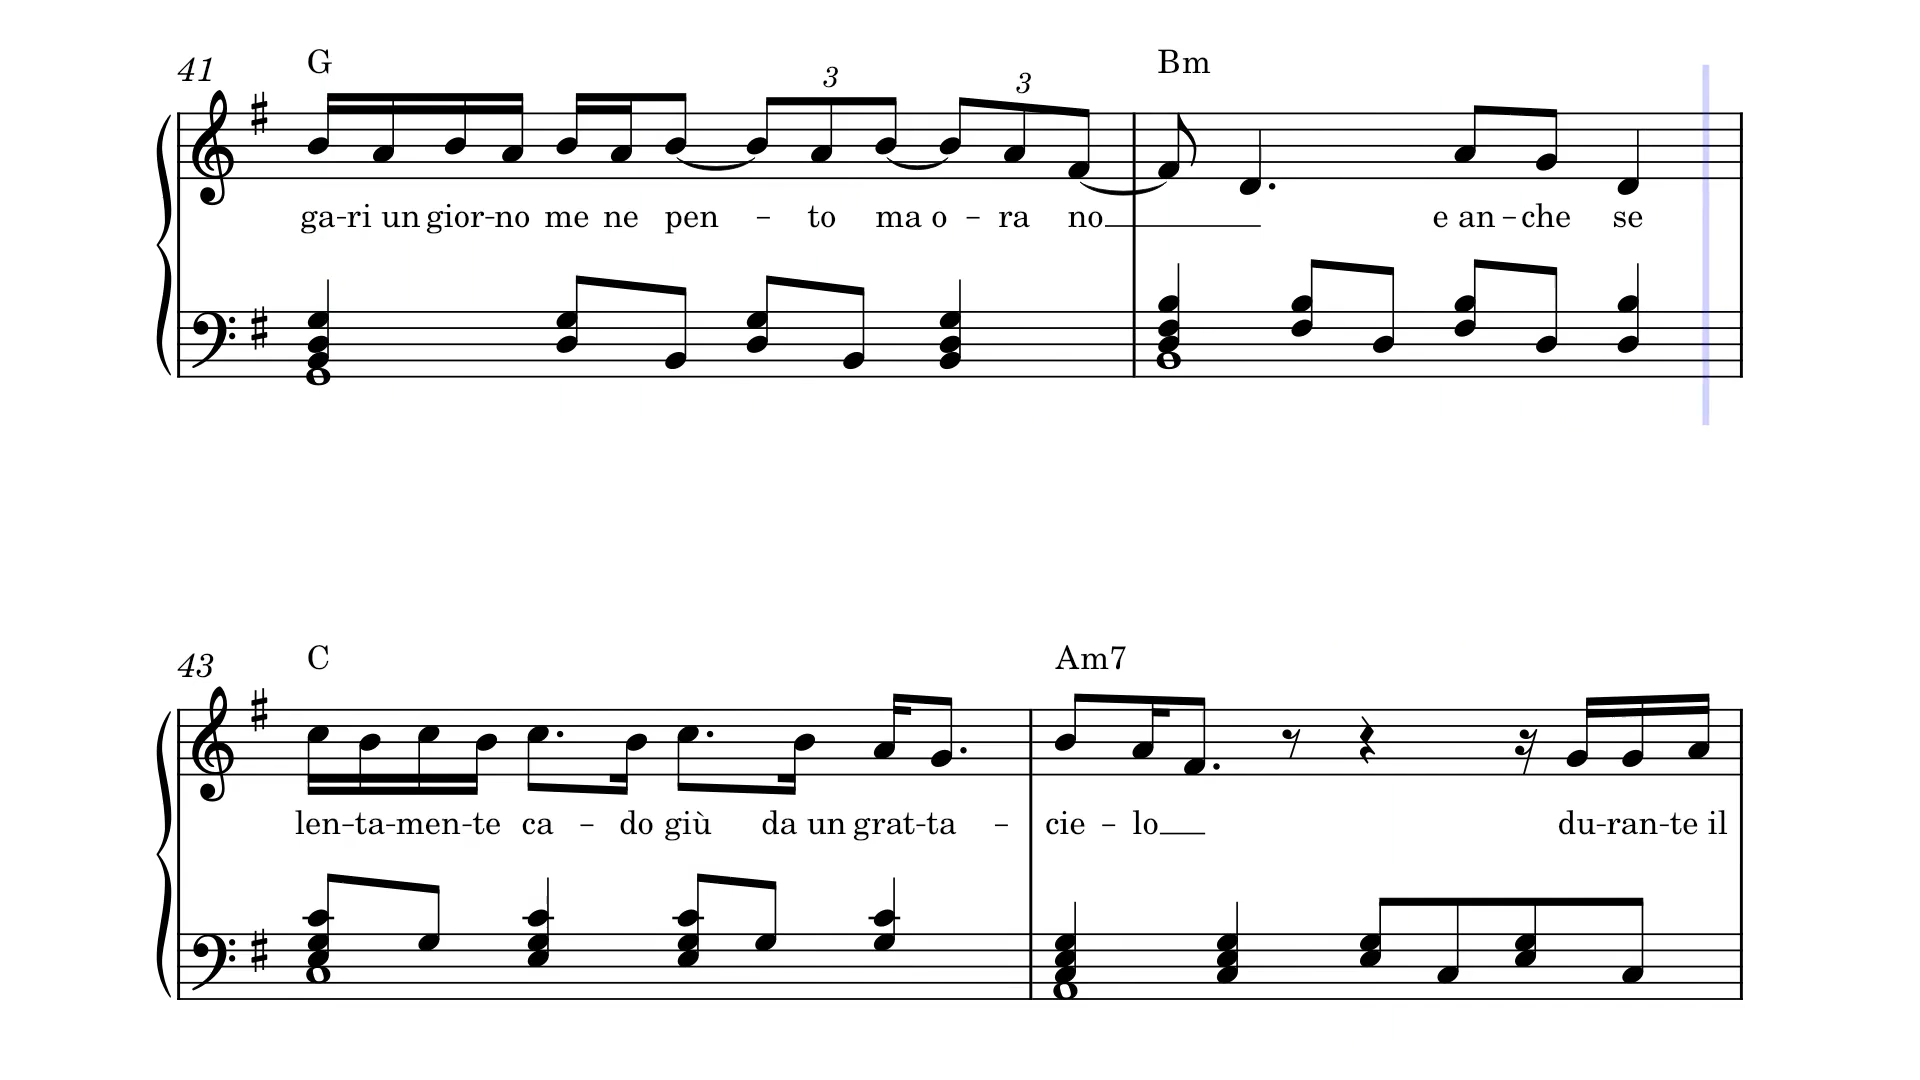 41 G 3 3 Bm
ga-ri un gior-no me ne pen - to ma o - ra no e an-che se
43 C Am7
len-ta-men-te ca - do giù da un grat-ta - cie - lo du-ran-te il